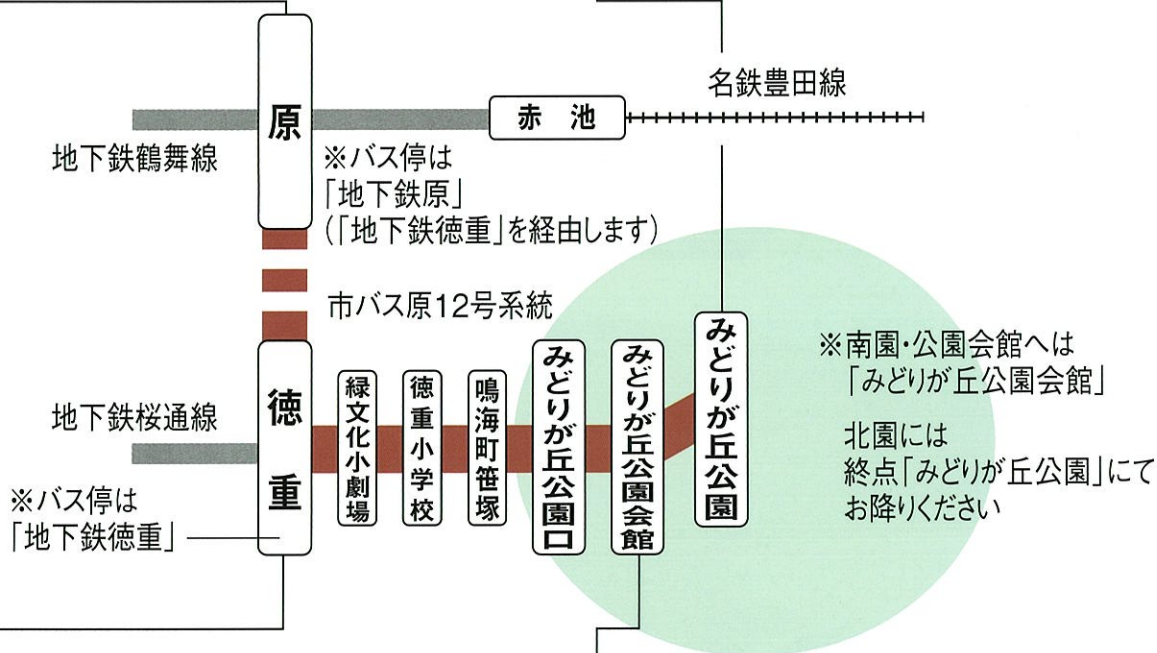 名鉄豊田線
原
赤池
地下鉄鶴舞線
※バス停は
「地下鉄原」
(「地下鉄徳重」を経由します)
市バス原12号系統
徳重
緑文化小劇場
徳重小学校
鳴海町笹塚
みどりが丘公園口
みどりが丘公園会館
みどりが丘公園
地下鉄桜通線
※バス停は
「地下鉄徳重」
※南園・公園会館へは
「みどりが丘公園会館」
北園には
終点「みどりが丘公園」にて
お降りください